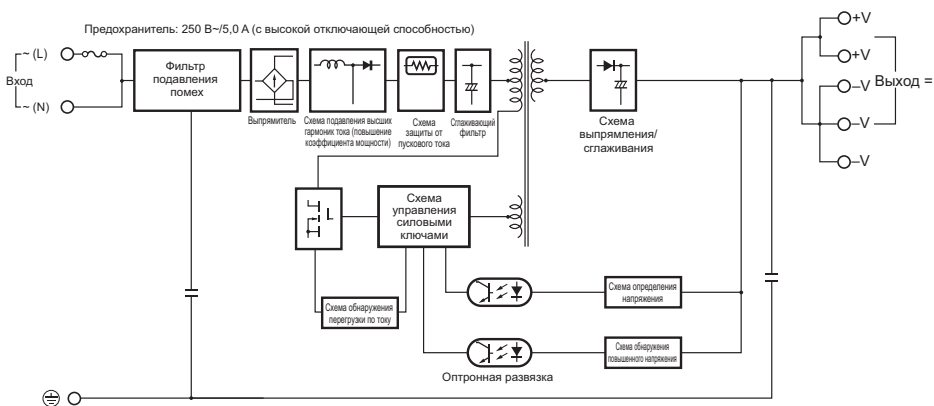 Предохранитель: 250 В~/5,0 А (с высокой отключающей способностью)
~ (L)
Вход
~ (N)
Фильтр
подавления
помех
Выпрямитель
Схема подавления высших
гармоник тока (повышение
коэффициента мощности)
Схема
защиты от
пускового тока
Сглаживающий
фильтр
Схема
выпрямления/
сглаживания
+V
+V
–V
–V
–V
Выход =
Схема
управления
силовыми
ключами
Схема обнаружения
перегрузки по току
Схема определения
напряжения
Схема обнаружения
повышенного напряжения
Оптронная развязка